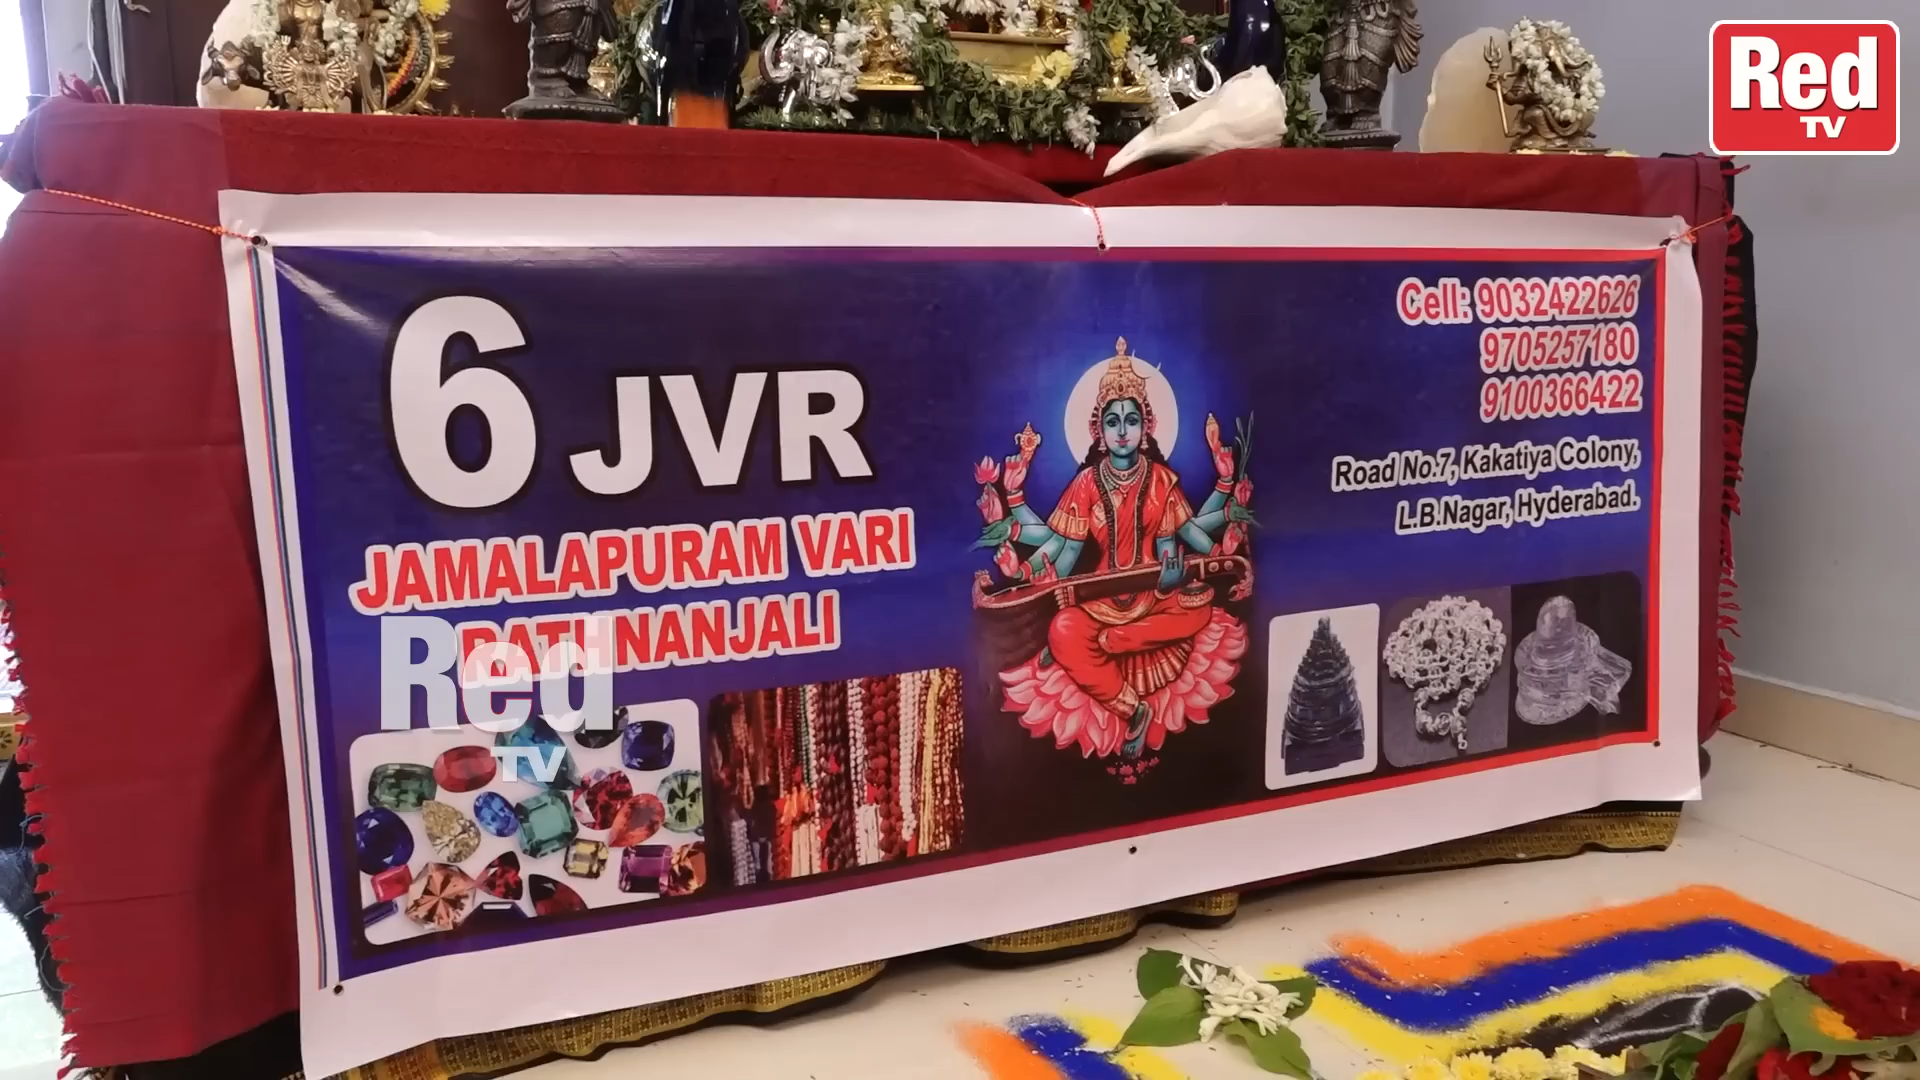 Red
TV
6 JVR
JAMALAPURAM VARI
RATHNANJALI
Cell: 9032422626
9705257180
9100366422
Road No.7, Kakatiya Colony,
L.B.Nagar, Hyderabad.
Red
TV